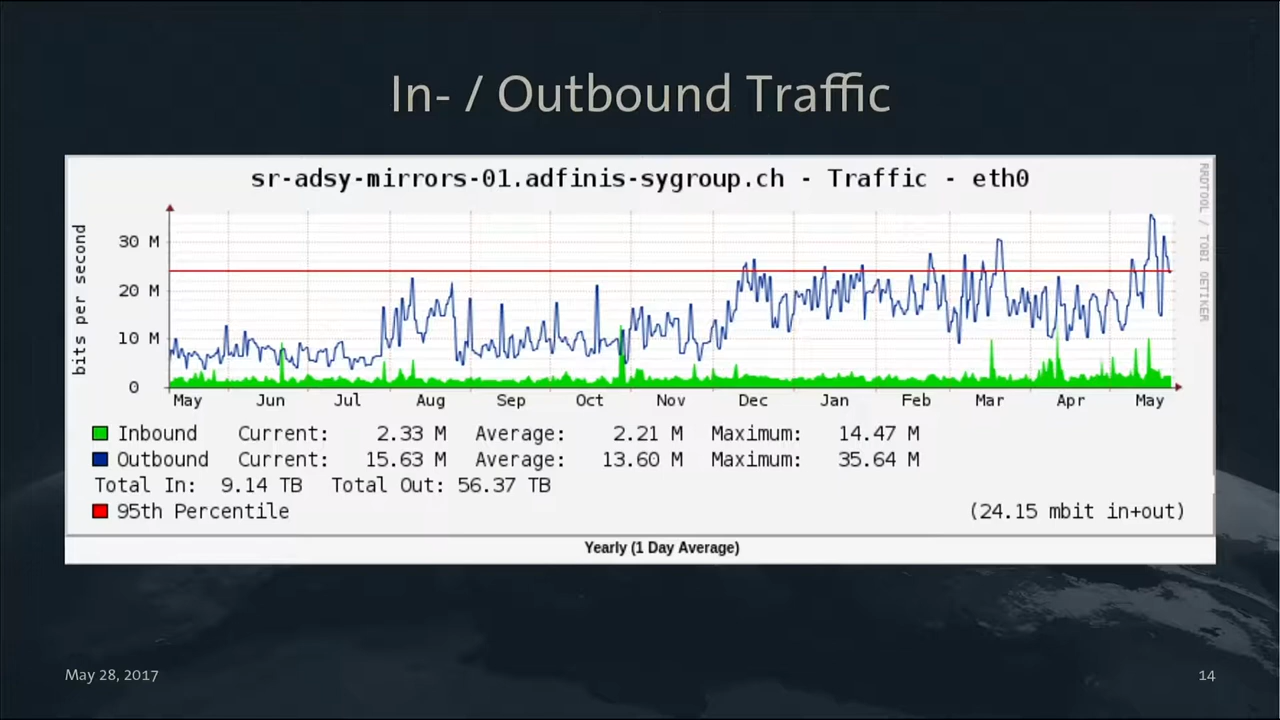 In- / Outbound Traffic
sr-adsy-mirrors-01.adfinis-sygroup.ch - Traffic - eth0
RRDTOOL / TOBI OETIKER
bits per second
30 M
20 M
10 M
0
May Jun Jul Aug Sep Oct Nov Dec Jan Feb Mar Apr May
Inbound Current: 2.33 M Average: 2.21 M Maximum: 14.47 M
Outbound Current: 15.63 M Average: 13.60 M Maximum: 35.64 M
Total In: 9.14 TB Total Out: 56.37 TB
95th Percentile (24.15 mbit in+out)
Yearly (1 Day Average)
May 28, 2017 14